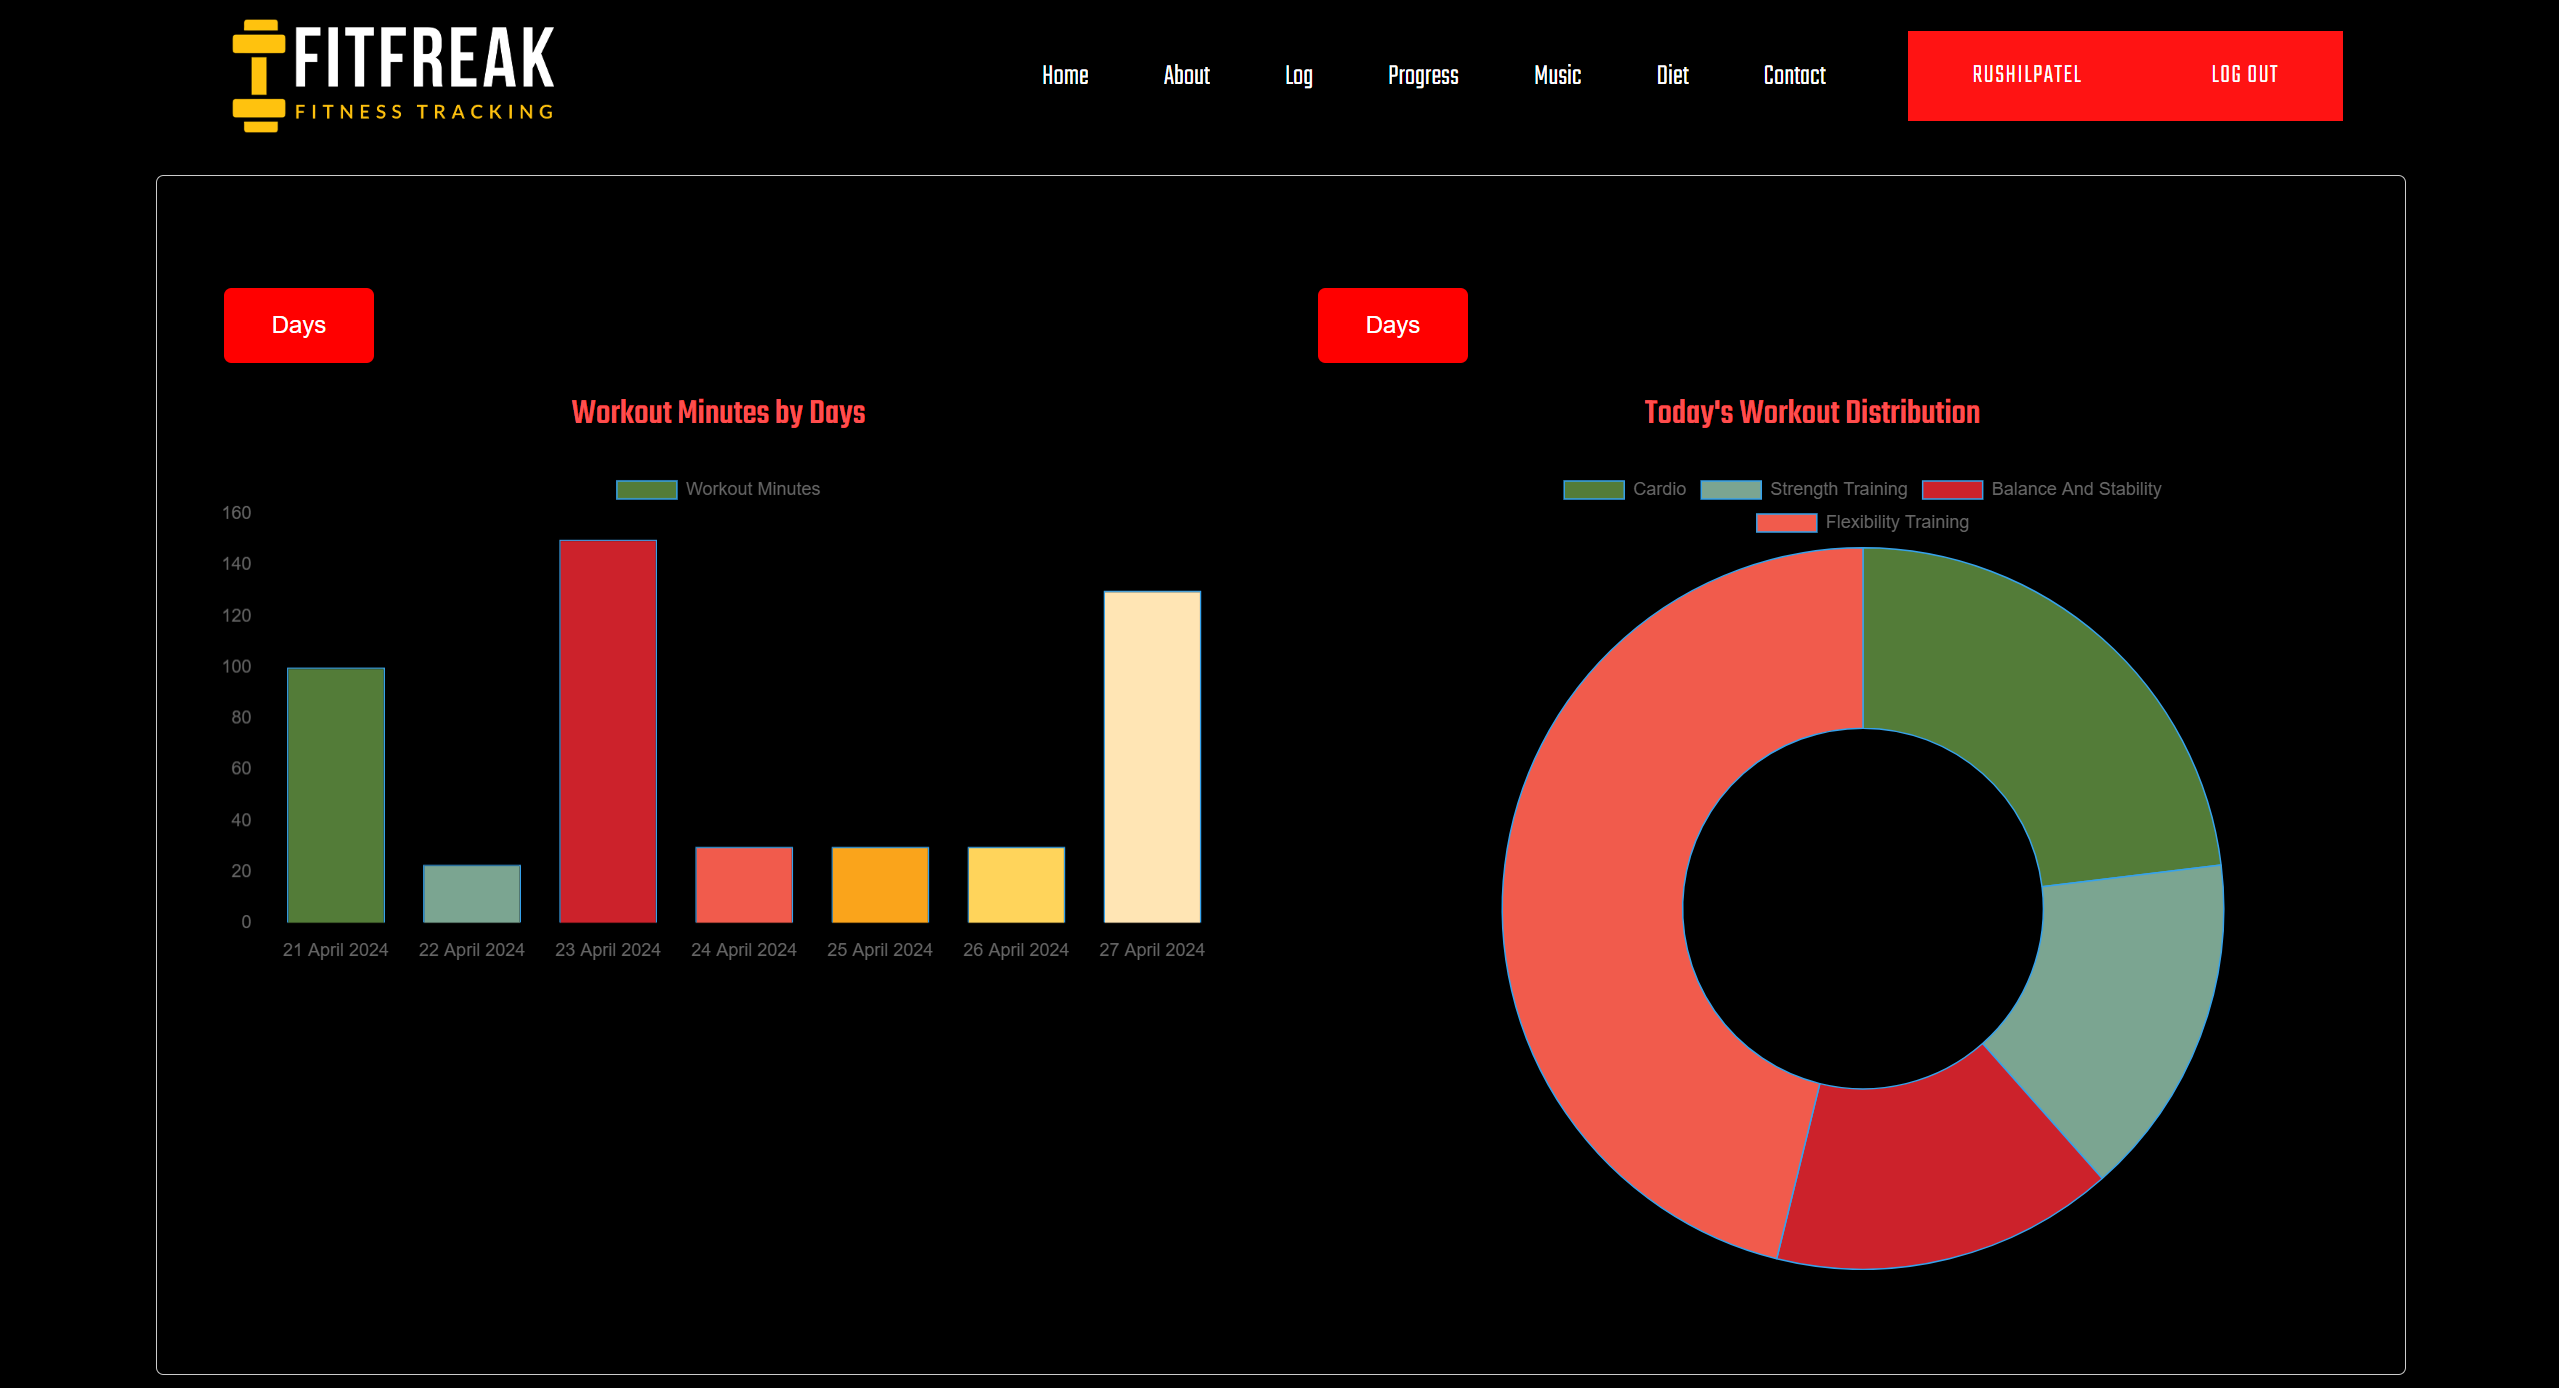 FITFREAK
FITNESS TRACKING
Home About Log Progress Music Diet Contact RUSHILPATEL LOG OUT
Days
Workout Minutes by Days
Workout Minutes
160
140
120
100
80
60
40
20
0
21 April 2024 22 April 2024 23 April 2024 24 April 2024 25 April 2024 26 April 2024 27 April 2024
Days
Today's Workout Distribution
Cardio Strength Training Balance And Stability
Flexibility Training